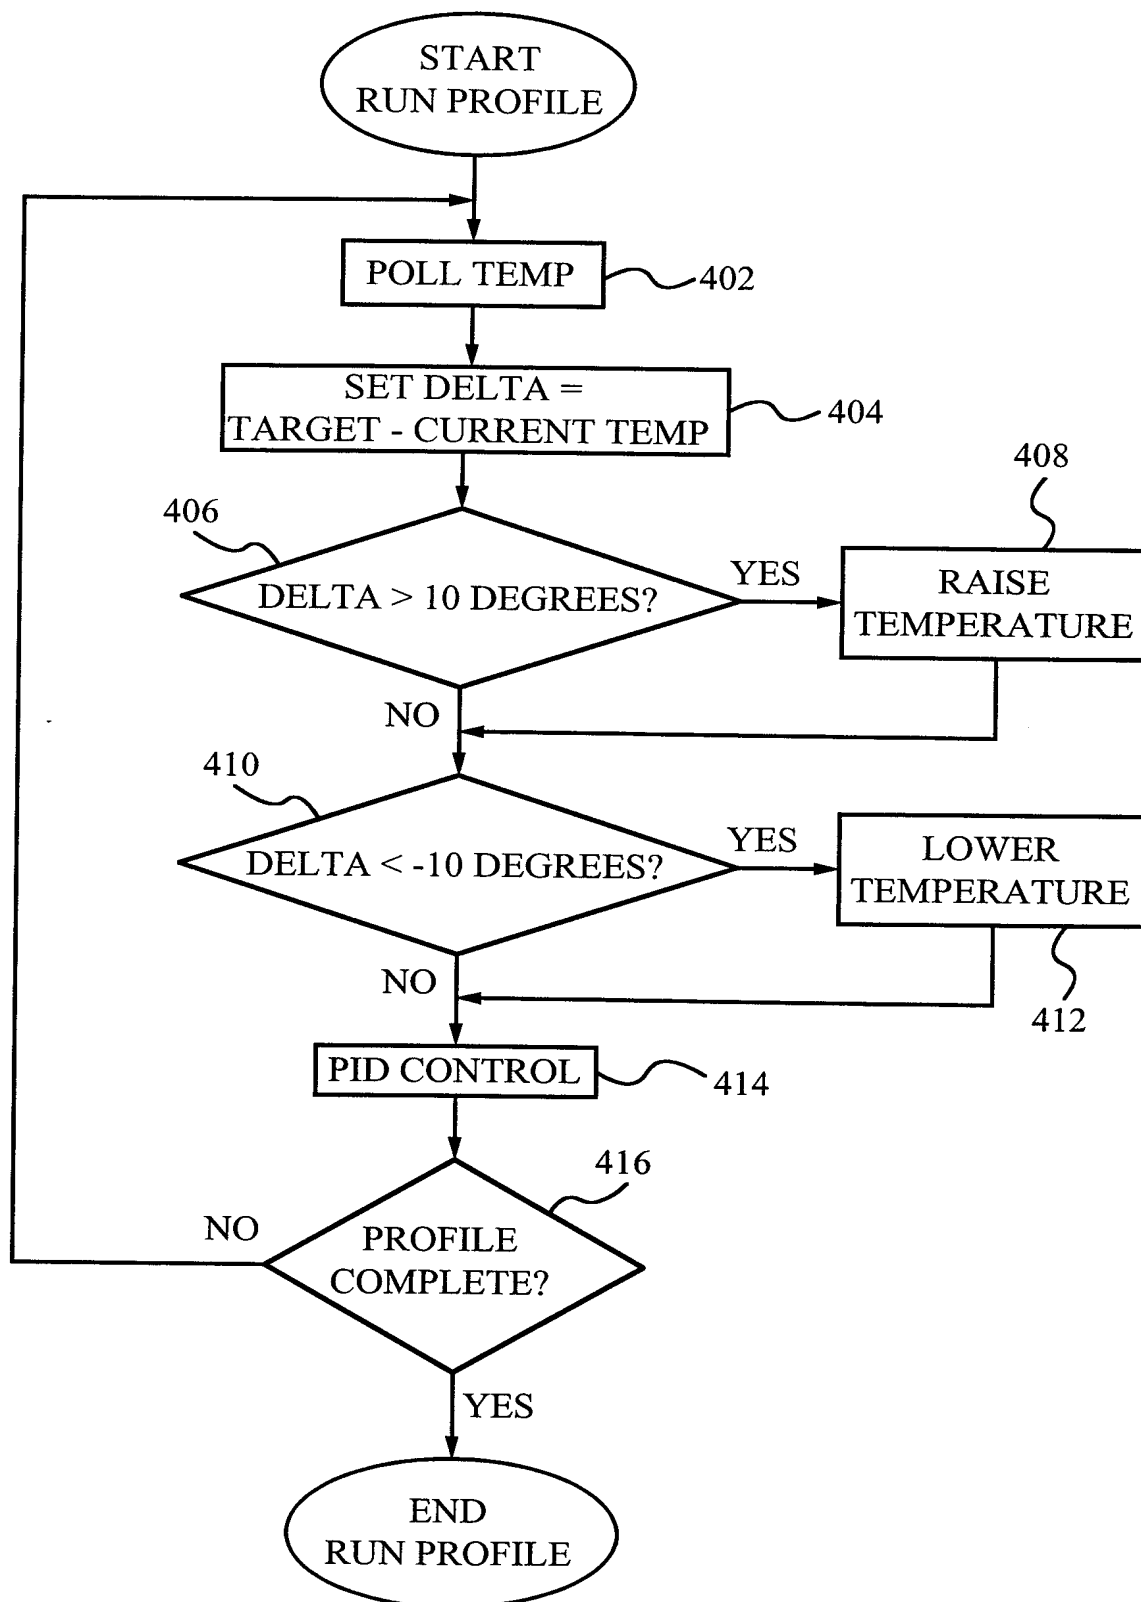 START
RUN PROFILE
POLL TEMP
402
SET DELTA =
TARGET - CURRENT TEMP
404
406
DELTA > 10 DEGREES?
YES
408
RAISE
TEMPERATURE
NO
410
DELTA < -10 DEGREES?
YES
LOWER
TEMPERATURE
412
NO
PID CONTROL
414
416
PROFILE
COMPLETE?
NO
YES
END
RUN PROFILE